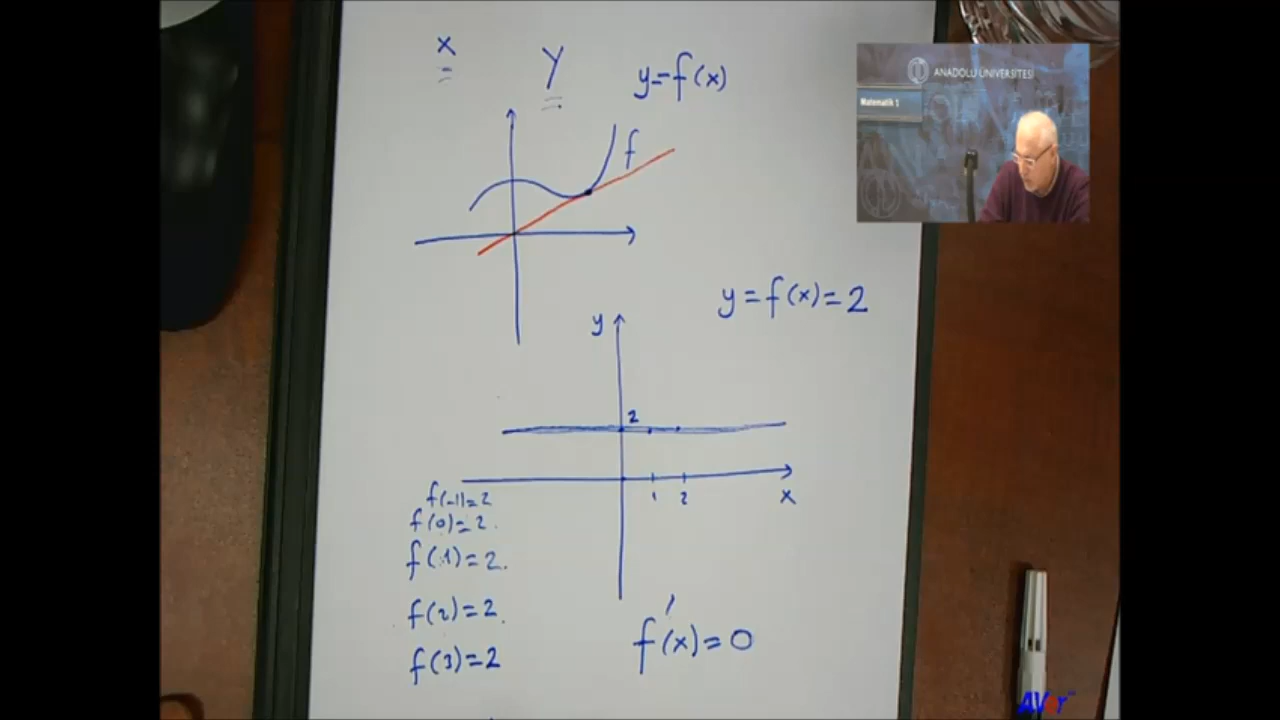 x
Y
y=f(x)
f
ANADOLU ÜNİVERSİTESİ
Matematik 1
y=f(x)=2
y
2
1
2
x
f(-1)=2
f(0)=2.
f(1)=2.
f(2)=2.
f(3)=2
f'(x)=0